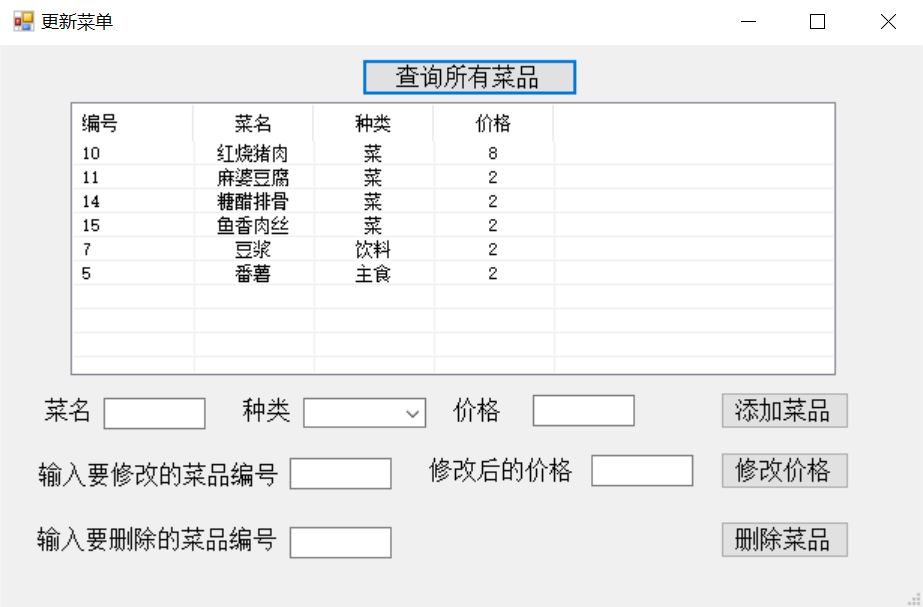 更新菜单
查询所有菜品
编号 菜名 种类 价格
10 红烧猪肉 菜 8
11 麻婆豆腐 菜 2
14 糖醋排骨 菜 2
15 鱼香肉丝 菜 2
7 豆浆 饮料 2
5 番薯 主食 2
菜名 种类 价格 添加菜品
输入要修改的菜品编号 修改后的价格 修改价格
输入要删除的菜品编号 删除菜品